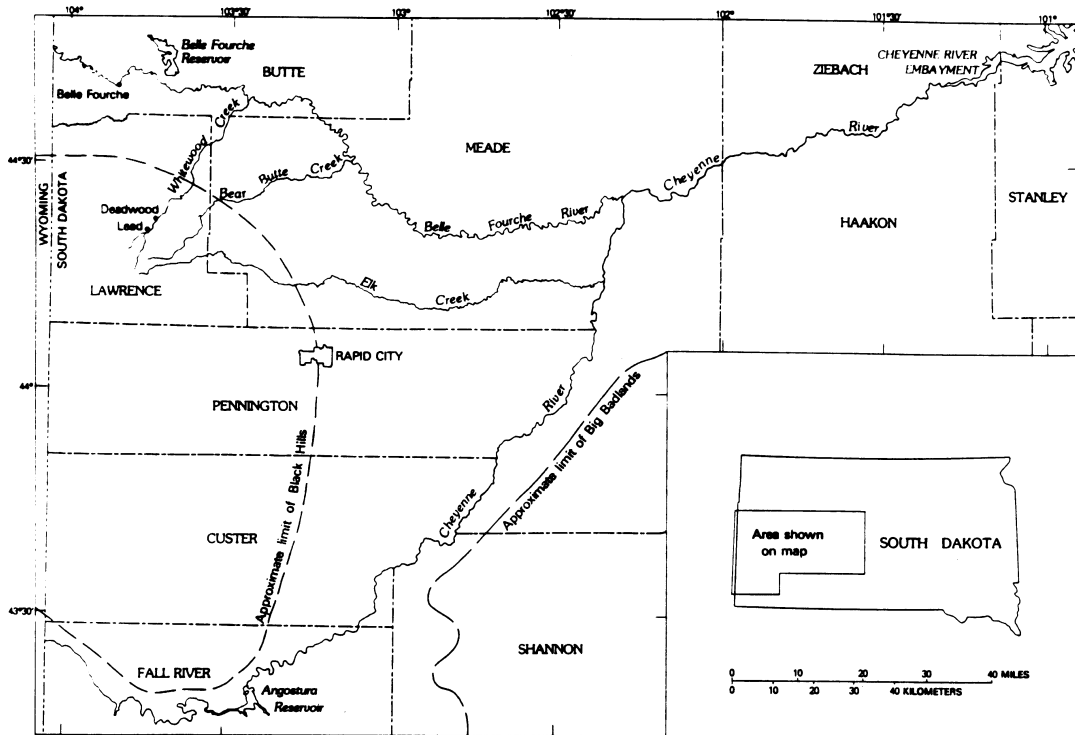 104°
103°30'
103°
102°30'
102°
101°30'
101°
Belle Fourche
Reservoir
BUTTE
ZIEBACH
CHEYENNE RIVER
EMBAYMENT
Belle Fourche
Whitewood Creek
River
44°30'
MEADE
Bear Butte Creek
Cheyenne
WYOMING
SOUTH DAKOTA
Deadwood
Lead
STANLEY
Belle Fourche River
HAAKON
LAWRENCE
Elk Creek
RAPID CITY
44°
PENNINGTON
River
Approximate limit of Black Hills
Approximate limit of Big Badlands
Cheyenne
CUSTER
Area shown
on map
SOUTH DAKOTA
43°30'
SHANNON
FALL RIVER
Angostura
Reservoir
0 10 20 30 40 MILES
0 10 20 30 40 KILOMETERS